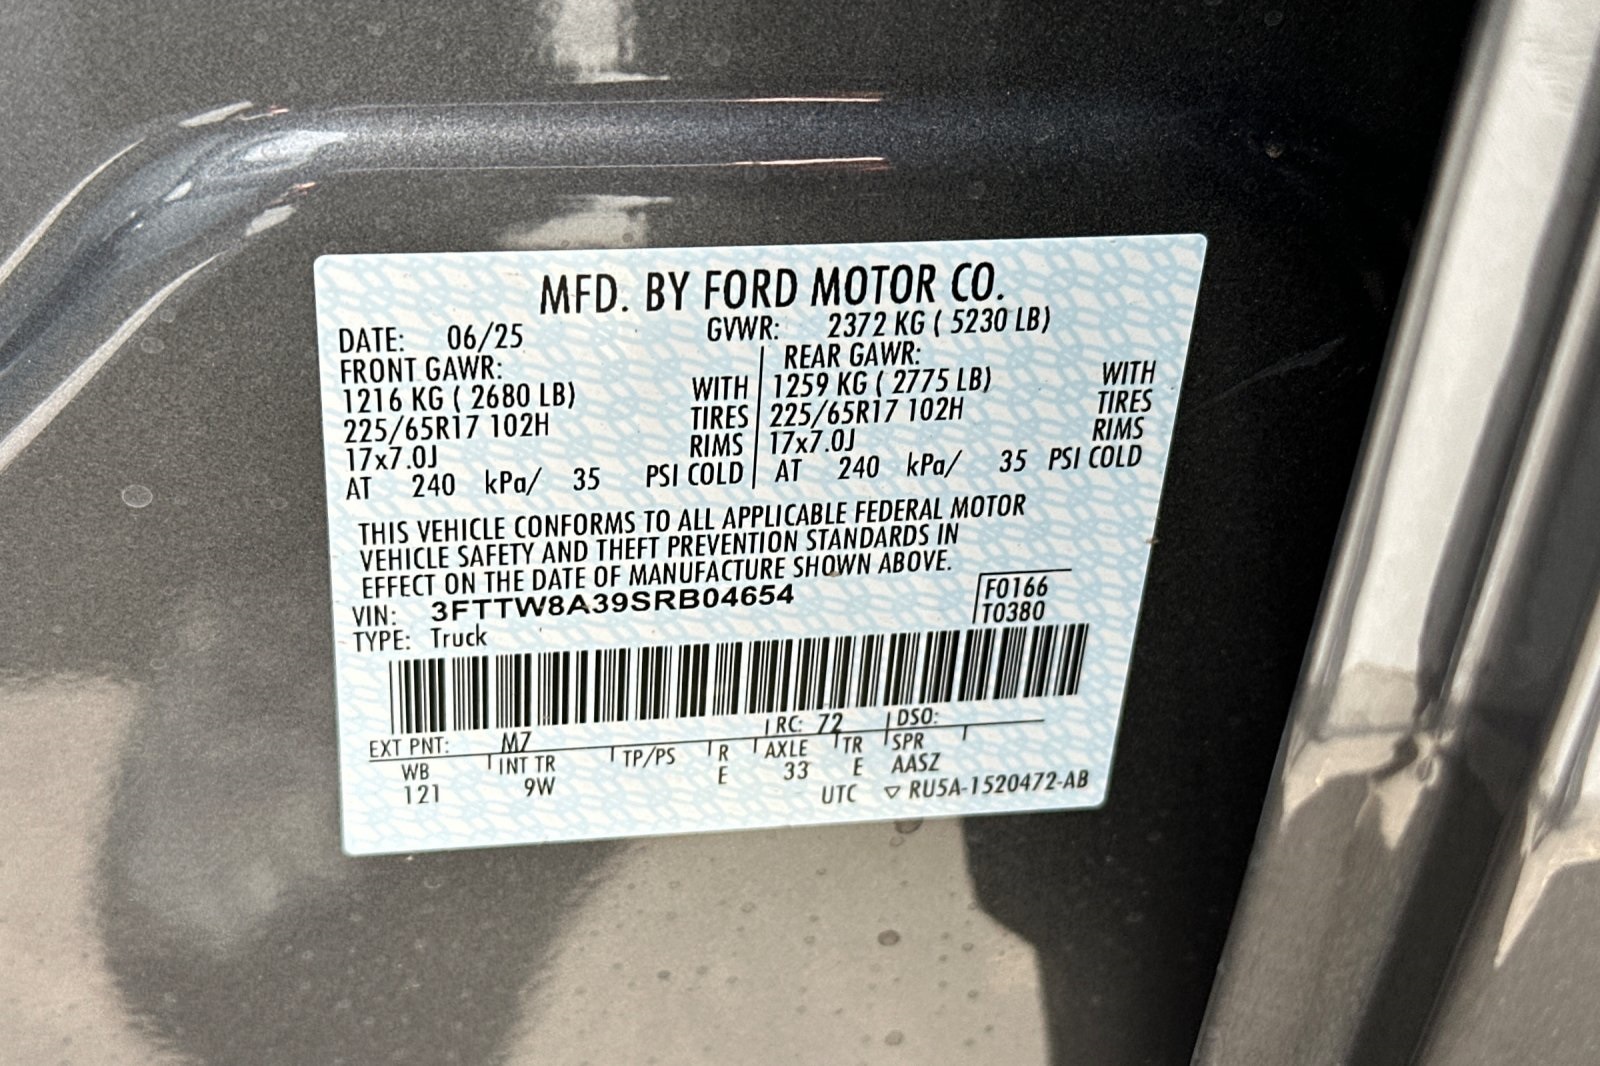 MFD. BY FORD MOTOR CO.
DATE: 06/25 GVWR: 2372 KG ( 5230 LB)
FRONT GAWR: REAR GAWR:
1216 KG ( 2680 LB) WITH 1259 KG ( 2775 LB) WITH
225/65R17 102H TIRES 225/65R17 102H TIRES
17x7.0J RIMS 17x7.0J RIMS
AT 240 kPa/ 35 PSI COLD AT 240 kPa/ 35 PSI COLD
THIS VEHICLE CONFORMS TO ALL APPLICABLE FEDERAL MOTOR
VEHICLE SAFETY AND THEFT PREVENTION STANDARDS IN
EFFECT ON THE DATE OF MANUFACTURE SHOWN ABOVE.
VIN: 3FTTW8A39SRB04654 F0166
TYPE: Truck T0380
EXT PNT: M7 RC: 72 DSO:
WB INT TR TP/PS R AXLE TR SPR
121 9W E 33 E AASZ
UTC ▽ RU5A-1520472-AB